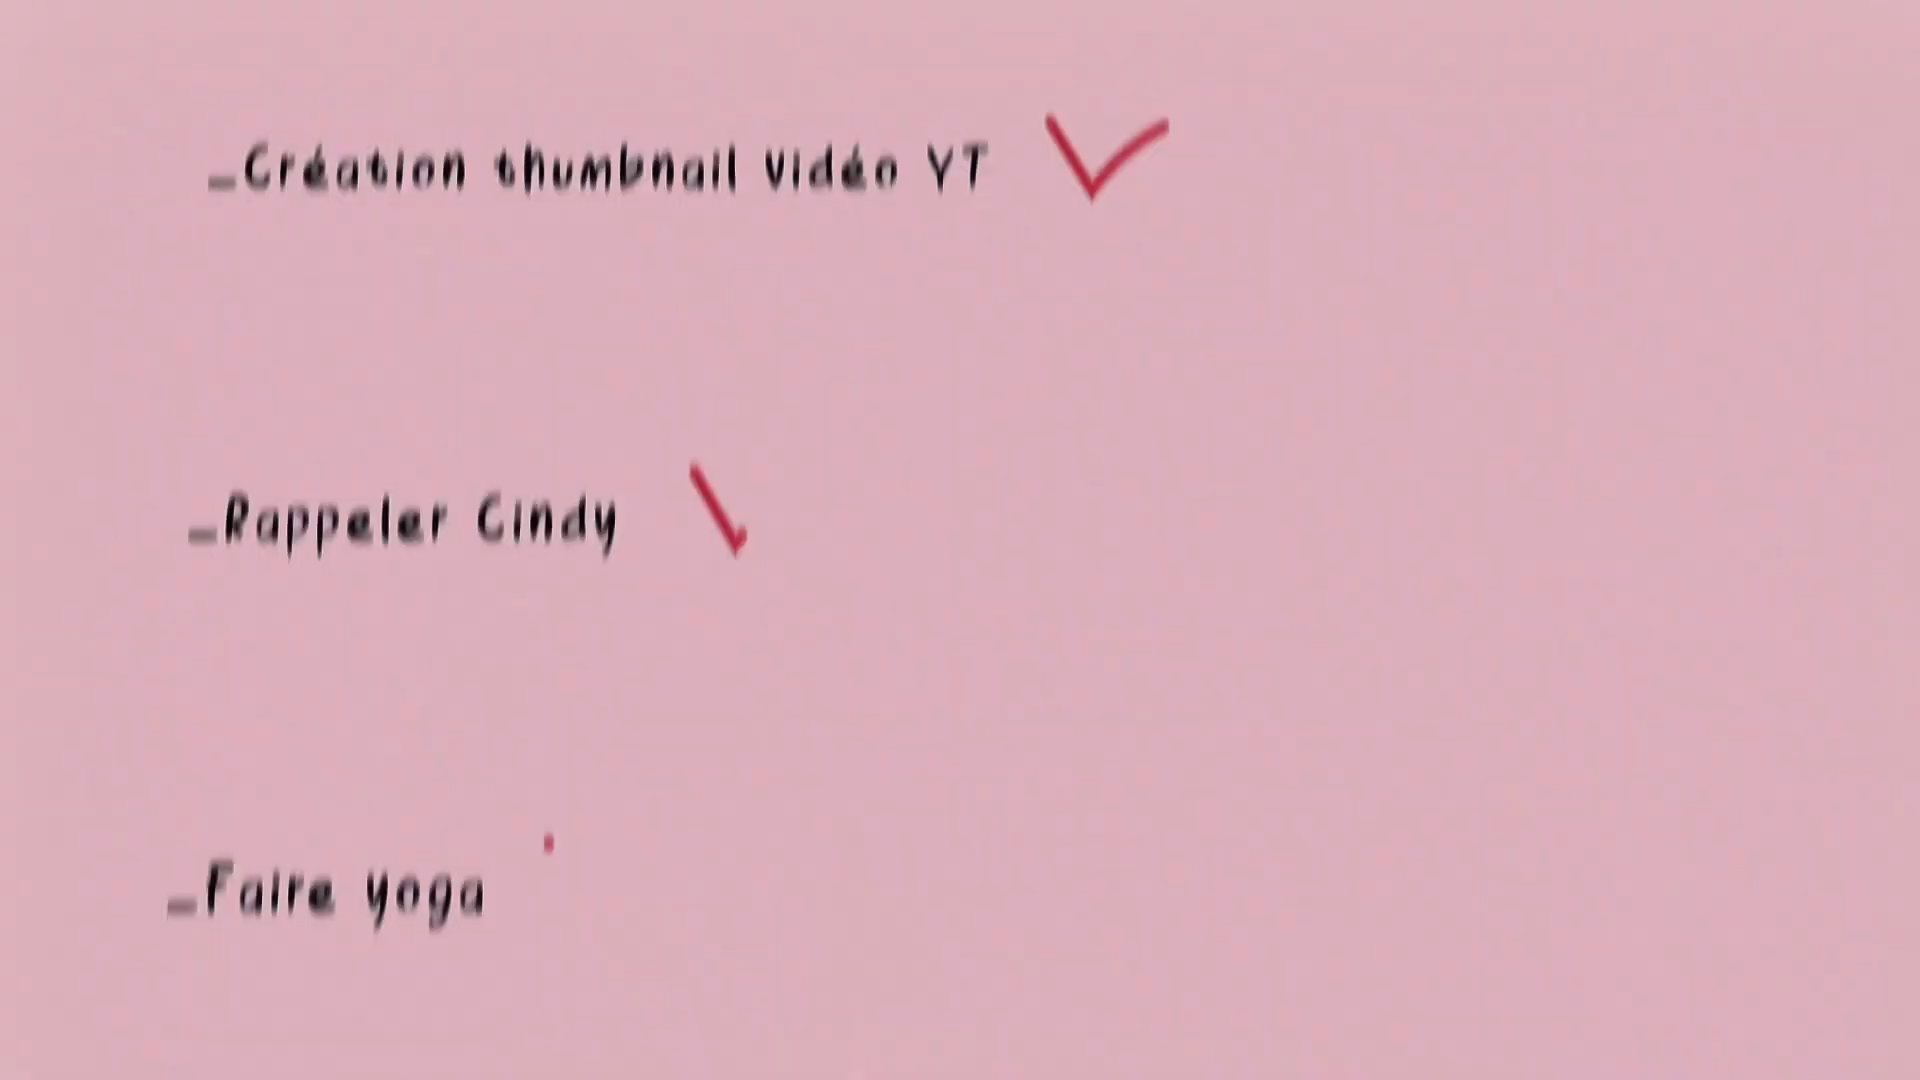 _Création thumbnail vidéo YT
_Rappeler Cindy
_Faire yoga